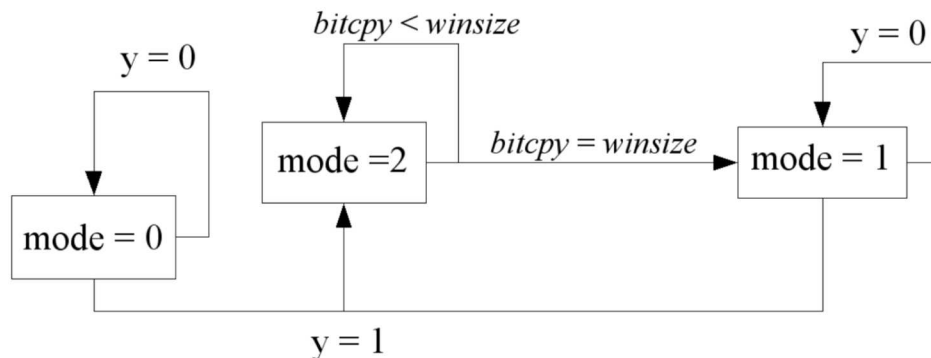 bitcpy < winsize
y = 0
y = 0
mode =2
bitcpy = winsize
mode = 1
mode = 0
y = 1